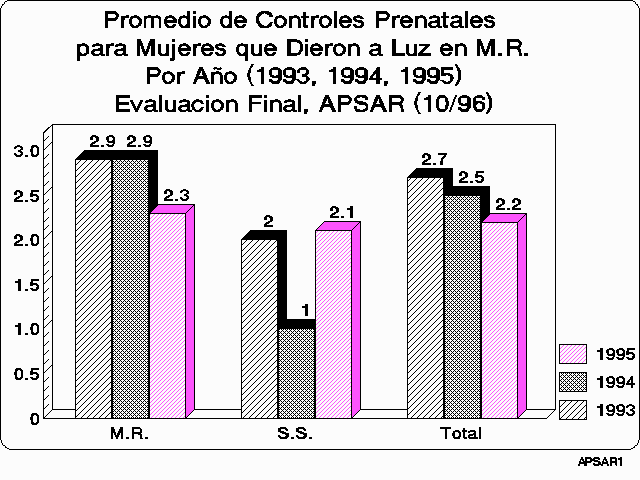 Promedio de Controles Prenatales
para Mujeres que Dieron a Luz en M.R.
Por Año (1993, 1994, 1995)
Evaluacion Final, APSAR (10/96)
3.0
2.5
2.0
1.5
1.0
0.5
0
2.9 2.9 2.3
2 1 2.1
2.7 2.5 2.2
M.R. S.S. Total
1995
1994
1993
APSAR1